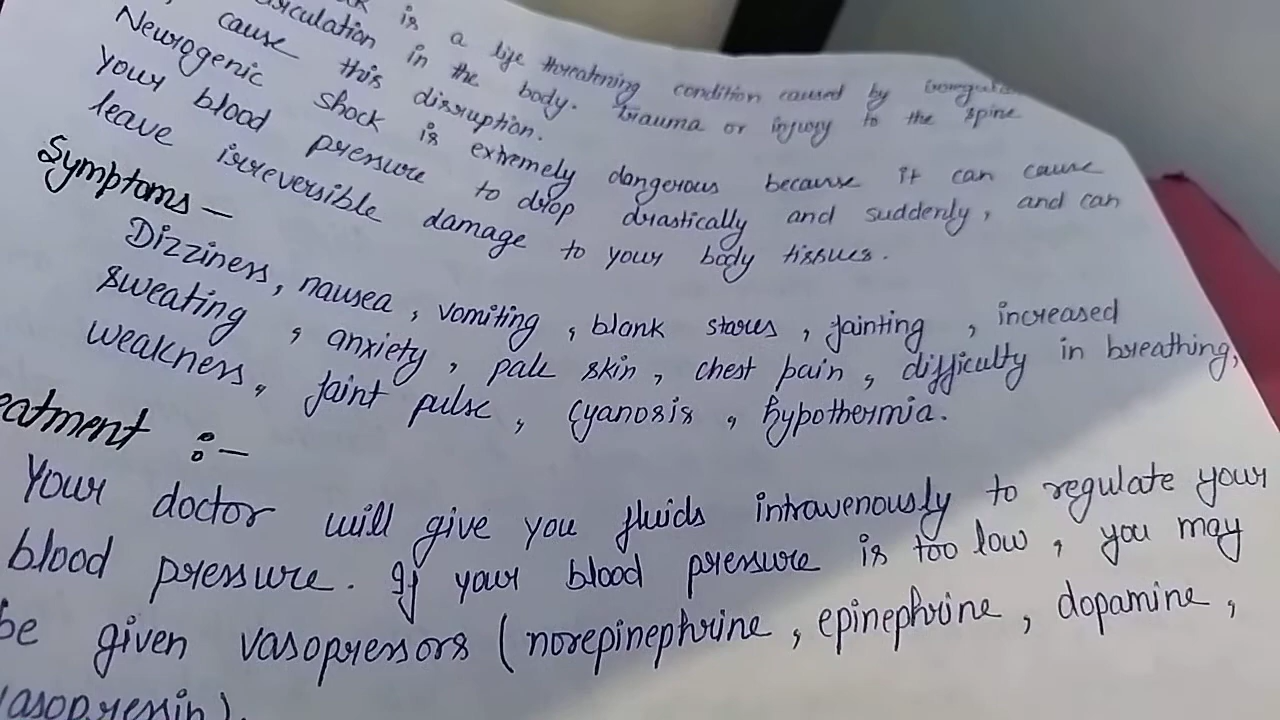 is a life threatening condition caused by
in the body. Trauma or injury to the spine
cause this disruption.
Neurogenic shock is extremely dangerous because it can cause
your blood pressure to drop drastically and suddenly, and can
leave irreversible damage to your body tissues.
Symptoms —
Dizziness, nausea, vomiting, blank stares, fainting, increased
sweating, anxiety, pale skin, chest pain, difficulty in breathing,
weakness, faint pulse, cyanosis, hypothermia.
eatment :—
Your doctor will give you fluids intravenously to regulate your
blood pressure. If your blood pressure is too low, you may
be given vasopressors (norepinephrine, epinephrine, dopamine,
vasopressin).